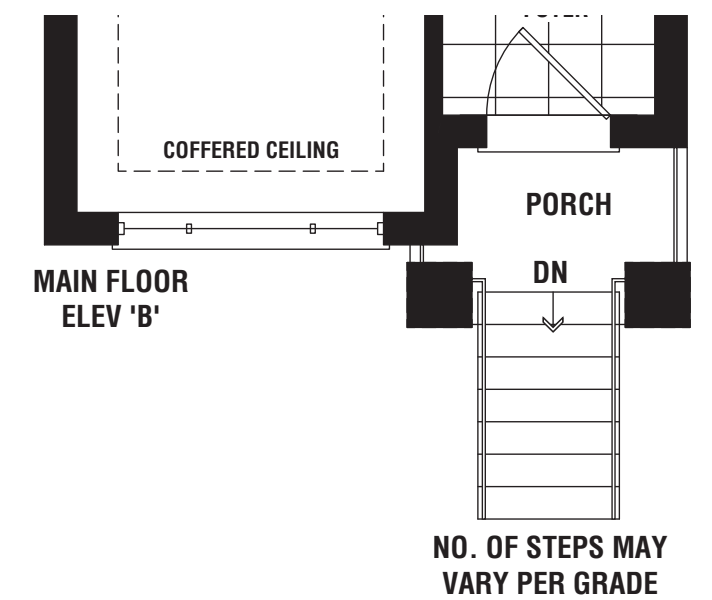 COFFERED CEILING
PORCH
DN
MAIN FLOOR
ELEV 'B'
NO. OF STEPS MAY
VARY PER GRADE